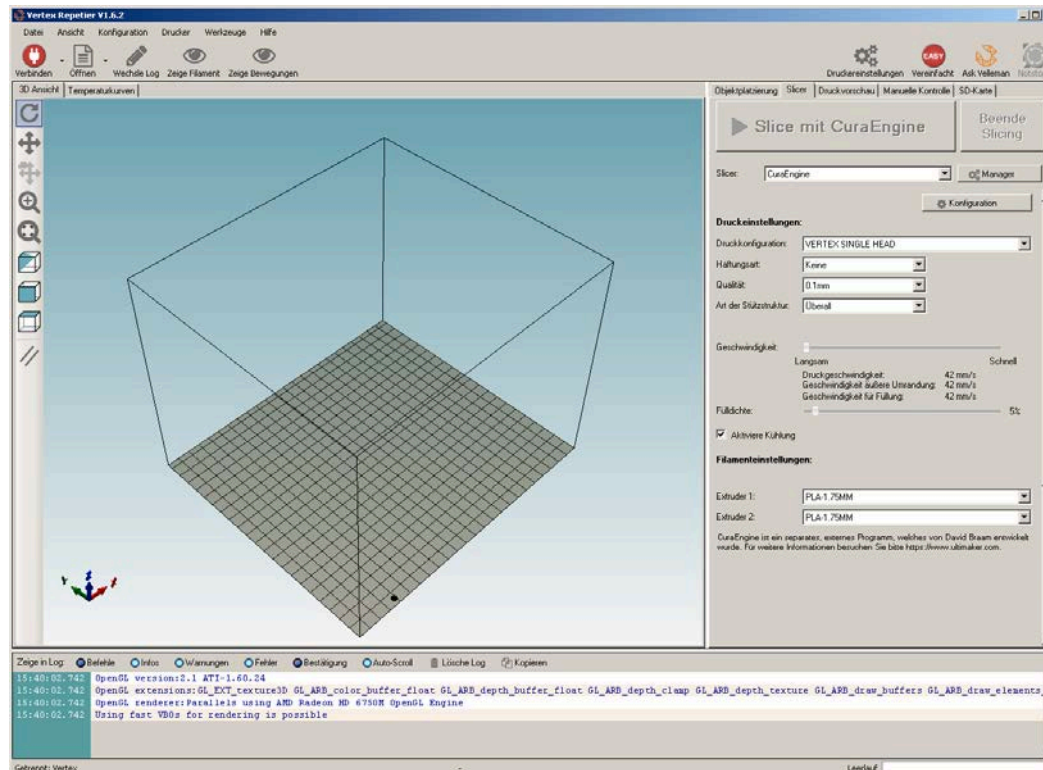 Vertex Repetier V1.6.2
Datei Ansicht Konfiguration Drucker Werkzeuge Hilfe
Verbinden Öffnen Wechsle Log Zeige Filament Zeige Bewegungen Druckereinstellungen Vereinfacht Ask Velleman
EASY
3D Ansicht Temperaturkurven
Objektplatzierung Slicer Druckvorschau Manuelle Kontrolle SD-Karte
Slice mit CuraEngine
Beende Slicing
Slicer: CuraEngine Manager
Konfiguration
Druckeinstellungen:
Druckkonfiguration: VERTEX SINGLE HEAD
Haftungsart: Keine
Qualität: 0.1mm
Art der Stützstruktur: Überall
Geschwindigkeit:
Langsam Schnell
Druckgeschwindigkeit: 42 mm/s
Geschwindigkeit äußere Umrandung: 42 mm/s
Geschwindigkeit für Füllung: 42 mm/s
Fülldichte: 5%
Aktiviere Kühlung
Filamenteinstellungen:
Extruder 1: PLA-1.75MM
Extruder 2: PLA-1.75MM
CuraEngine ist ein separates, externes Programm, welches von David Braam entwickelt
wurde. Für weitere Informationen besuchen Sie bitte https://www.ultimaker.com.
Y Z X
Zeige in Log: Befehle Infos Warnungen Fehler Bestätigung Auto-Scroll Lösche Log Kopieren
15:40:02.742 OpenGL version:2.1 ATI-1.60.24
15:40:02.742 OpenGL extensions:GL_EXT_texture3D GL_ARB_color_buffer_float GL_ARB_depth_buffer_float GL_ARB_depth_clamp GL_ARB_depth_texture GL_ARB_draw_buffers GL_ARB_draw_elements_
15:40:02.742 OpenGL renderer:Parallels using AMD Radeon HD 6750M OpenGL Engine
15:40:02.742 Using fast VBOs for rendering is possible
Getrennt: Vertex Leerlauf